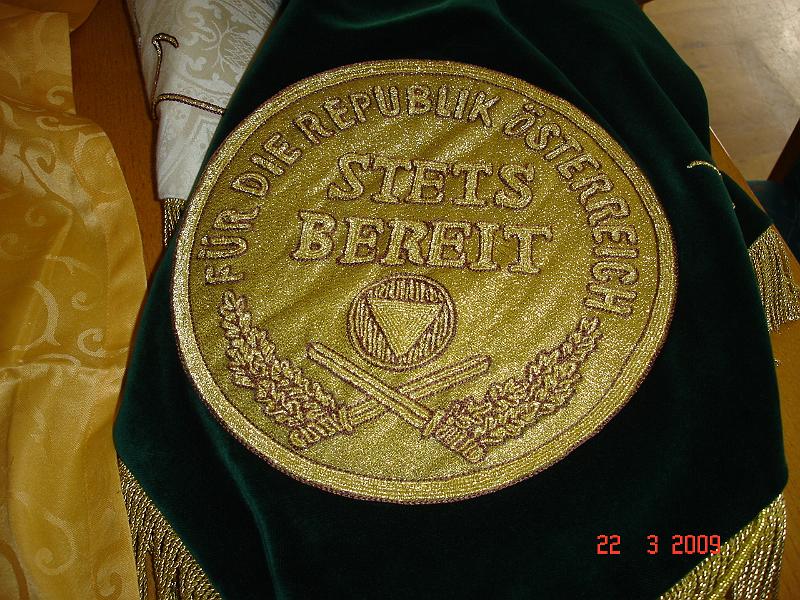 FÜR DIE REPUBLIK ÖSTERREICH
STETS
BEREIT
22 3 2009